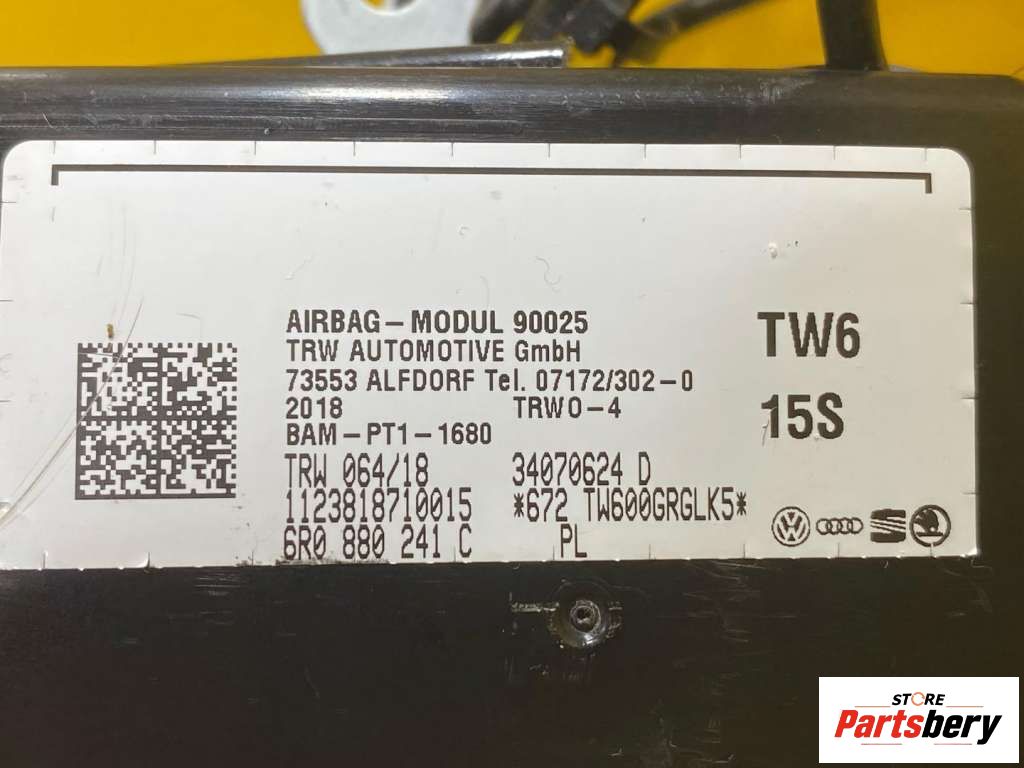 AIRBAG-MODUL 90025
TRW AUTOMOTIVE GmbH
73553 ALFDORF Tel. 07172/302-0
2018 TRWO-4
BAM-PT1-1680
TRW 064/18 34070624 D
1123818710015 *672 TW600GRGLK5*
6R0 880 241 C PL
TW6
15S
STORE
Partsbery